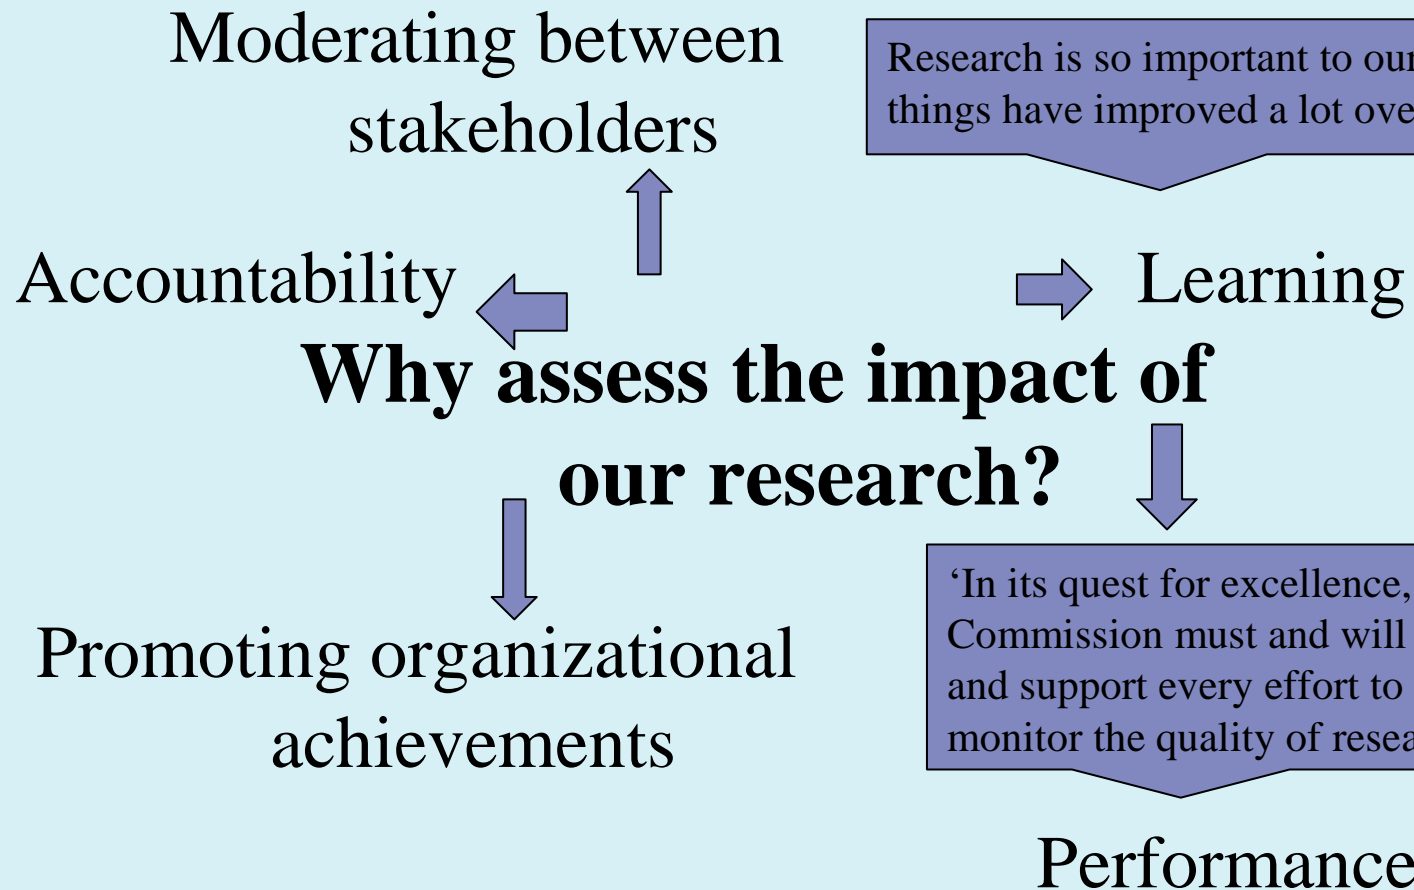 Moderating between
stakeholders
Research is so important to our
things have improved a lot ove
Accountability
Learning
Why assess the impact of
our research?
Promoting organizational
achievements
‘In its quest for excellence,
Commission must and will
and support every effort to
monitor the quality of resea
Performance